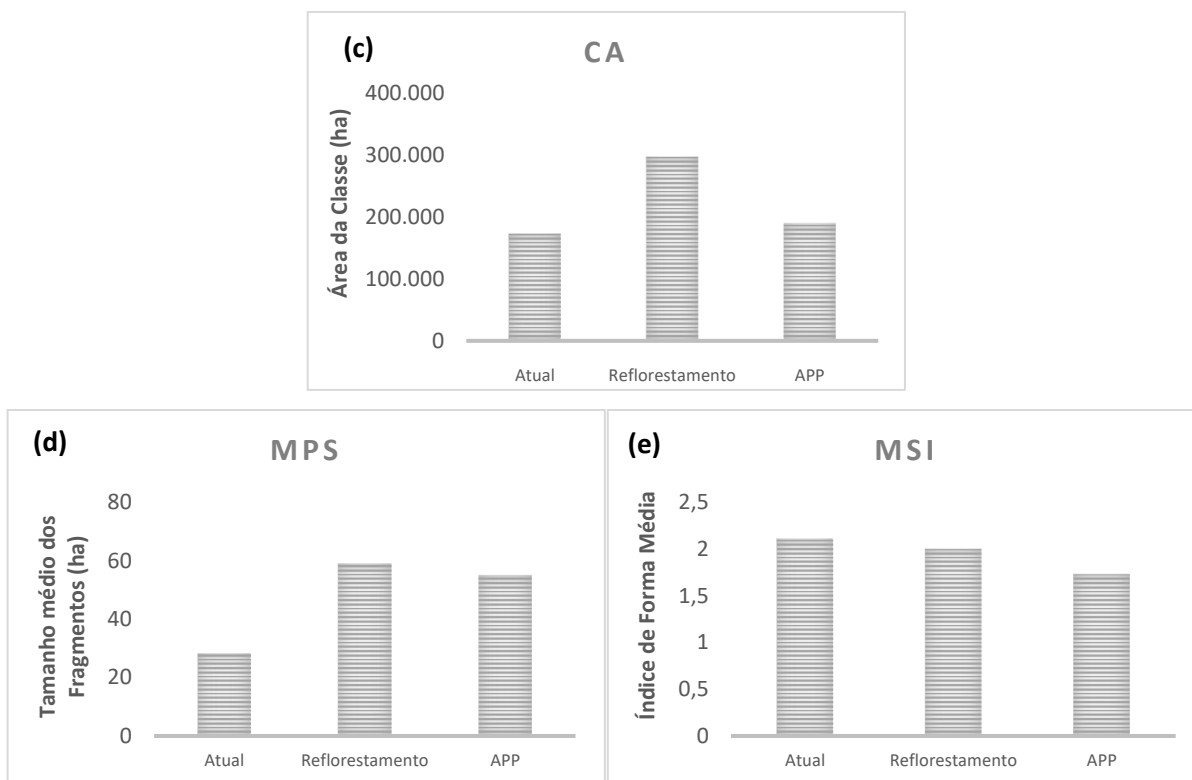 (c)
CA
Área da Classe (ha)
400.000
300.000
200.000
100.000
0
Atual Reflorestamento APP
(d)
MPS
Tamanho médio dos
Fragmentos (ha)
80
60
40
20
0
Atual Reflorestamento APP
(e)
MSI
Índice de Forma Média
2,5
2
1,5
1
0,5
0
Atual Reflorestamento APP